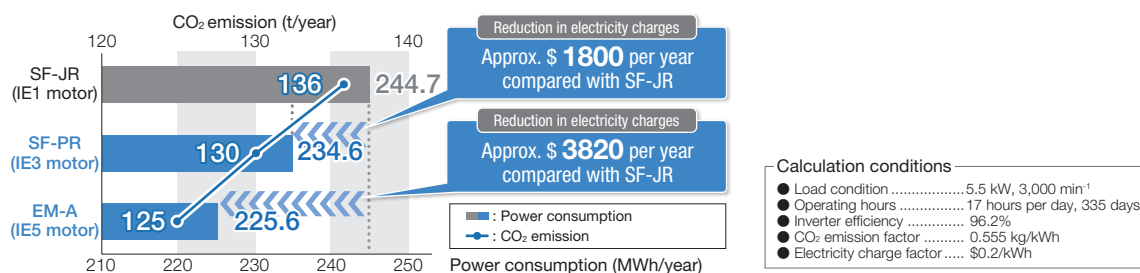 CO₂ emission (t/year)
120 130 140
SF-JR
(IE1 motor)
136
244.7
SF-PR
(IE3 motor)
130
234.6
EM-A
(IE5 motor)
125
225.6
210 220 230 240 250
Power consumption (MWh/year)
Reduction in electricity charges
Approx. $ 1800 per year
compared with SF-JR
Reduction in electricity charges
Approx. $ 3820 per year
compared with SF-JR
: Power consumption
: CO₂ emission
Calculation conditions
● Load condition ................. 5.5 kW, 3,000 min⁻¹
● Operating hours ............... 17 hours per day, 335 days
● Inverter efficiency .............. 96.2%
● CO₂ emission factor ......... 0.555 kg/kWh
● Electricity charge factor ..... $0.2/kWh